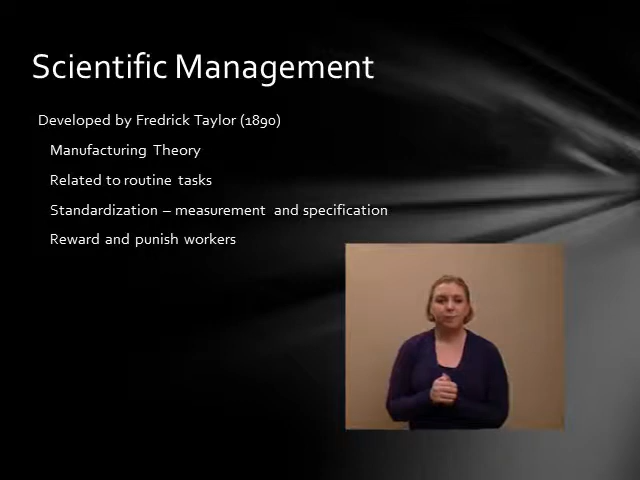 Scientific Management
Developed by Fredrick Taylor (1890)
Manufacturing Theory
Related to routine tasks
Standardization – measurement and specification
Reward and punish workers